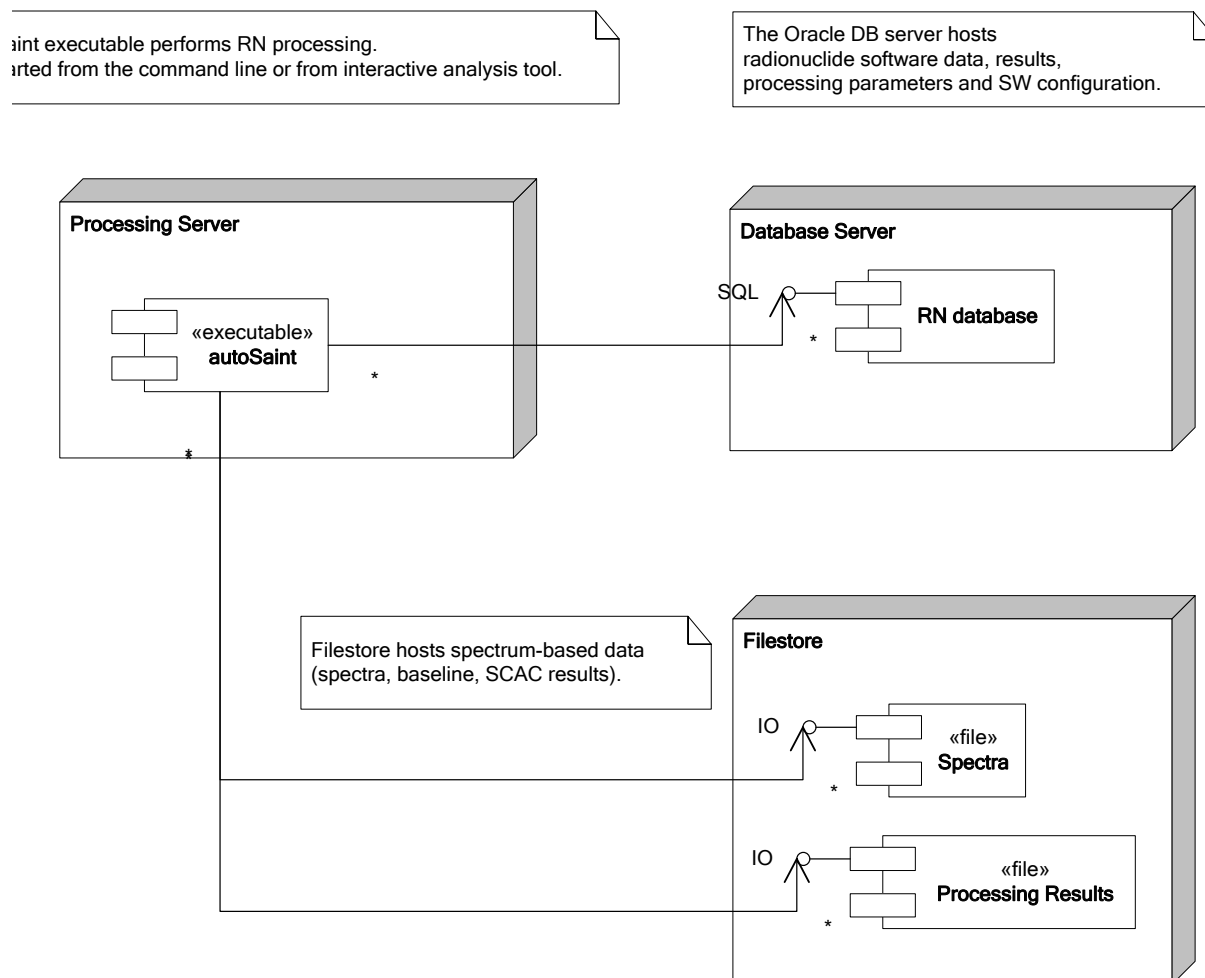 aint executable performs RN processing.
arted from the command line or from interactive analysis tool.
The Oracle DB server hosts
radionuclide software data, results,
processing parameters and SW configuration.
Processing Server
«executable»
autoSaint
*
*
*
Database Server
SQL
RN database
*
Filestore hosts spectrum-based data
(spectra, baseline, SCAC results).
Filestore
IO
«file»
Spectra
*
IO
«file»
Processing Results
*